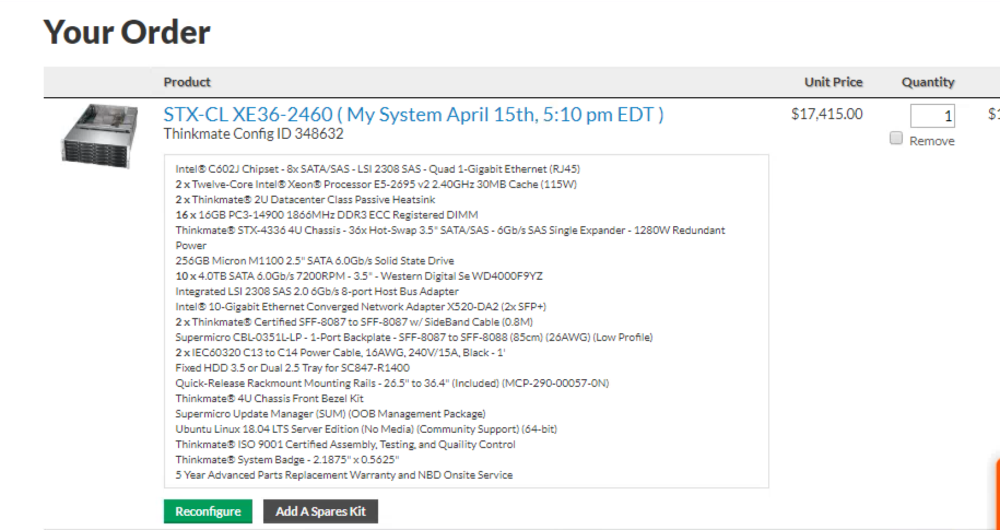 Your Order
Product Unit Price Quantity
STX-CL XE36-2460 ( My System April 15th, 5:10 pm EDT ) $17,415.00 1
Thinkmate Config ID 348632
Remove
Intel® C602J Chipset - 8x SATA/SAS - LSI 2308 SAS - Quad 1-Gigabit Ethernet (RJ45)
2 x Twelve-Core Intel® Xeon® Processor E5-2695 v2 2.40GHz 30MB Cache (115W)
2 x Thinkmate® 2U Datacenter Class Passive Heatsink
16 x 16GB PC3-14900 1866MHz DDR3 ECC Registered DIMM
Thinkmate® STX-4336 4U Chassis - 36x Hot-Swap 3.5" SATA/SAS - 6Gb/s SAS Single Expander - 1280W Redundant
Power
256GB Micron M1100 2.5" SATA 6.0Gb/s Solid State Drive
10 x 4.0TB SATA 6.0Gb/s 7200RPM - 3.5" - Western Digital Se WD4000F9YZ
Integrated LSI 2308 SAS 2.0 6Gb/s 8-port Host Bus Adapter
Intel® 10-Gigabit Ethernet Converged Network Adapter X520-DA2 (2x SFP+)
2 x Thinkmate® Certified SFF-8087 to SFF-8087 w/ SideBand Cable (0.8M)
Supermicro CBL-0351L-LP - 1-Port Backplate - SFF-8087 to SFF-8088 (85cm) (26AWG) (Low Profile)
2 x IEC60320 C13 to C14 Power Cable, 16AWG, 240V/15A, Black - 1'
Fixed HDD 3.5 or Dual 2.5 Tray for SC847-R1400
Quick-Release Rackmount Mounting Rails - 26.5" to 36.4" (Included) (MCP-290-00057-0N)
Thinkmate® 4U Chassis Front Bezel Kit
Supermicro Update Manager (SUM) (OOB Management Package)
Ubuntu Linux 18.04 LTS Server Edition (No Media) (Community Support) (64-bit)
Thinkmate® ISO 9001 Certified Assembly, Testing, and Quaility Control
Thinkmate® System Badge - 2.1875" x 0.5625"
5 Year Advanced Parts Replacement Warranty and NBD Onsite Service
Reconfigure Add A Spares Kit